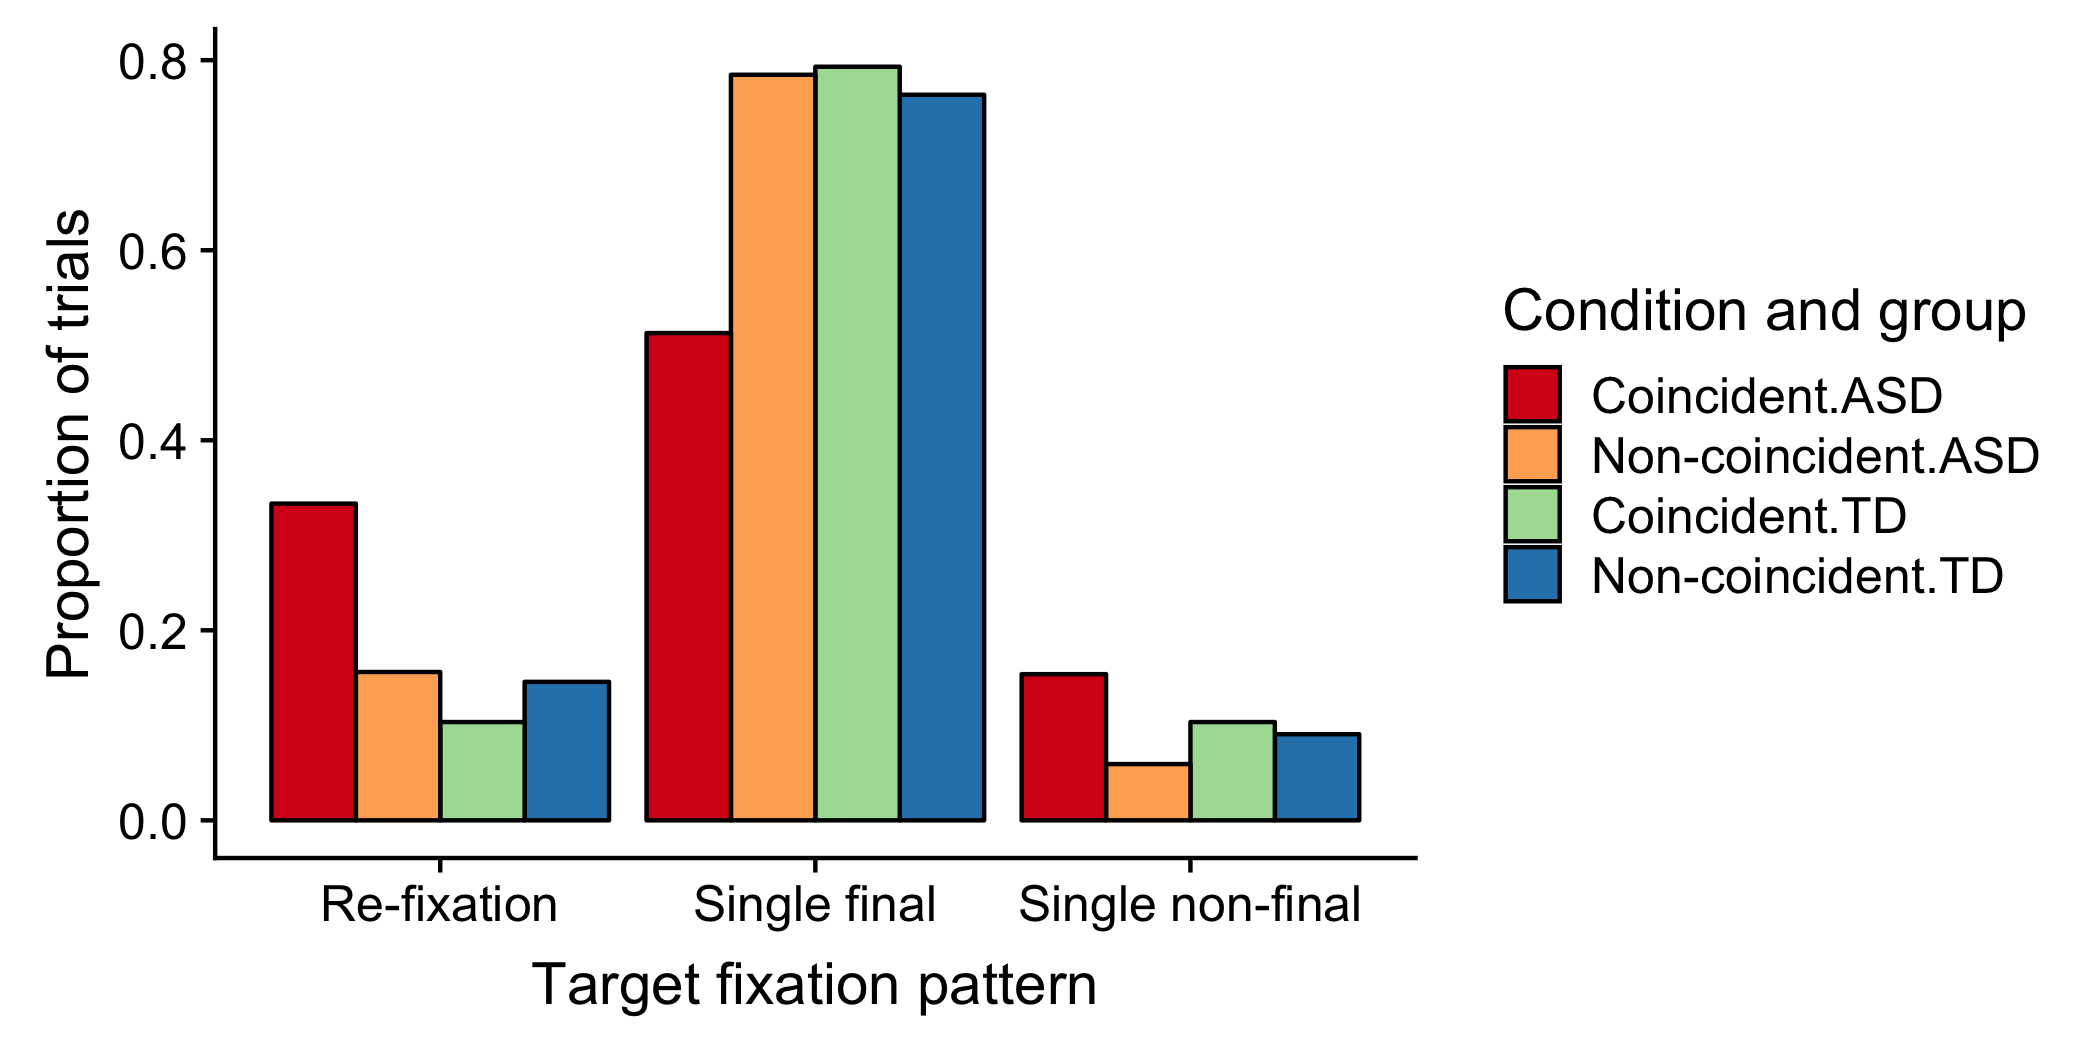 Proportion of trials
0.8
0.6
0.4
0.2
0.0
Re-fixation
Single final
Single non-final
Target fixation pattern
Condition and group
Coincident.ASD
Non-coincident.ASD
Coincident.TD
Non-coincident.TD